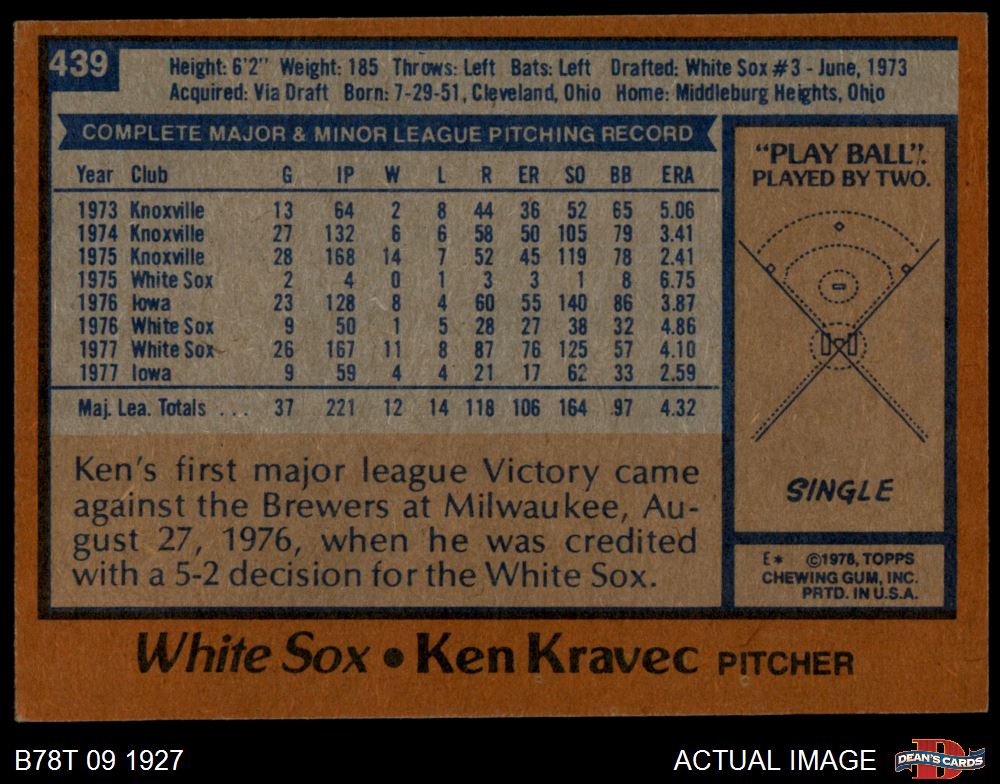 439
Height: 6'2" Weight: 185 Throws: Left Bats: Left Drafted: White Sox #3 - June, 1973
Acquired: Via Draft Born: 7-29-51, Cleveland, Ohio Home: Middleburg Heights, Ohio
COMPLETE MAJOR & MINOR LEAGUE PITCHING RECORD
Year Club G IP W L R ER SO BB ERA
1973 Knoxville 13 64 2 8 44 36 52 65 5.06
1974 Knoxville 27 132 6 6 58 50 105 79 3.41
1975 Knoxville 28 168 14 7 52 45 119 78 2.41
1975 White Sox 2 4 0 1 3 3 1 8 6.75
1976 Iowa 23 128 8 4 60 55 140 86 3.87
1976 White Sox 9 50 1 5 28 27 38 32 4.86
1977 White Sox 26 167 11 8 87 76 125 57 4.10
1977 Iowa 9 59 4 4 21 17 62 33 2.59
Maj. Lea. Totals ... 37 221 12 14 118 106 164 97 4.32
Ken's first major league Victory came
against the Brewers at Milwaukee, Au-
gust 27, 1976, when he was credited
with a 5-2 decision for the White Sox.
"PLAY BALL":
PLAYED BY TWO.
SINGLE
E* ©1978, TOPPS
CHEWING GUM, INC.
PRTD. IN U.S.A.
White Sox • Ken Kravec PITCHER
B78T 09 1927
ACTUAL IMAGE
D
DEAN'S CARDS